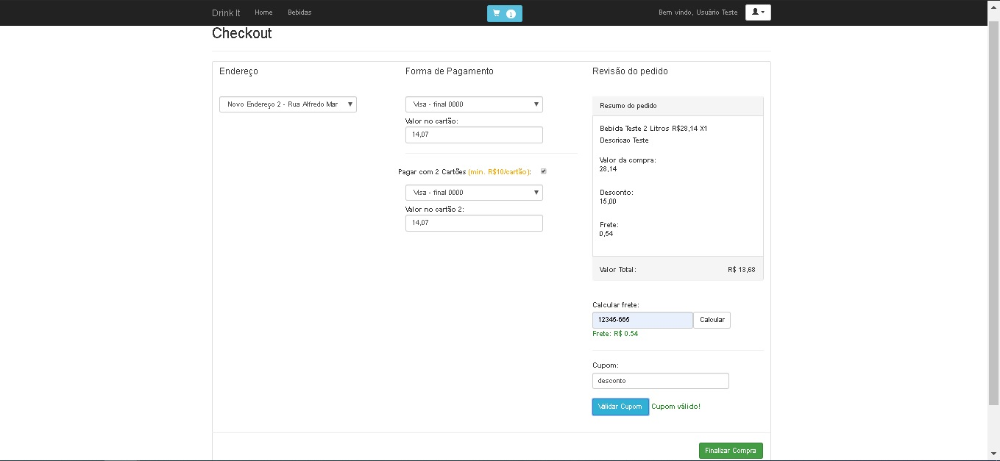 Drink It Home Bebidas 1 Bem vindo, Usuário Teste
Checkout
Endereço
Novo Endereço 2 - Rua Alfredo Mar
Forma de Pagamento
Visa - final 0000
Valor no cartão:
14,07
Pagar com 2 Cartões (min. R$10/cartão):
Visa - final 0000
Valor no cartão 2:
14,07
Revisão do pedido
Resumo do pedido
Bebida Teste 2 Litros R$28,14 X1
Descricao Teste
Valor da compra:
28,14
Desconto:
15,00
Frete:
0,54
Valor Total: R$ 13,68
Calcular frete:
12345-665 Calcular
Frete: R$ 0.54
Cupom:
desconto
Validar Cupom Cupom válido!
Finalizar Compra